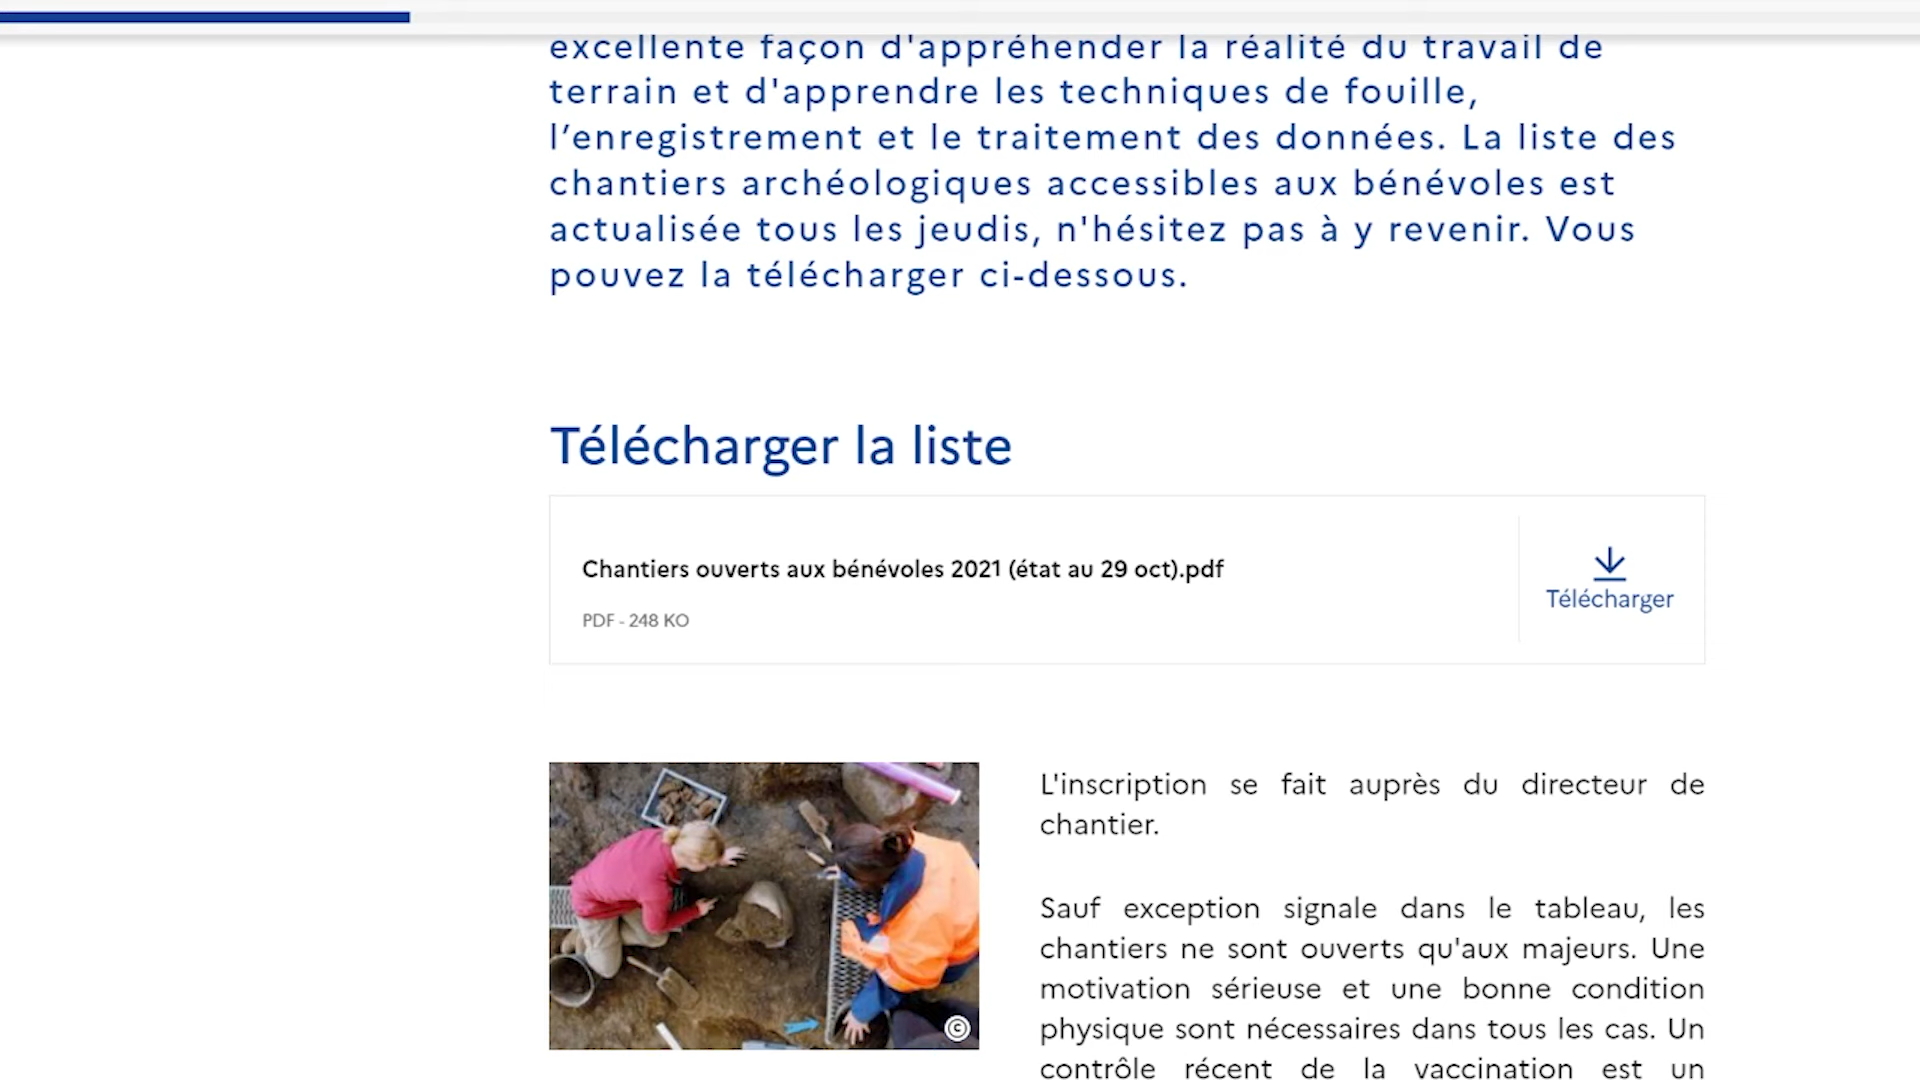 excellente façon d'appréhender la réalité du travail de
terrain et d'apprendre les techniques de fouille,
l’enregistrement et le traitement des données. La liste des
chantiers archéologiques accessibles aux bénévoles est
actualisée tous les jeudis, n'hésitez pas à y revenir. Vous
pouvez la télécharger ci-dessous.
Télécharger la liste
Chantiers ouverts aux bénévoles 2021 (état au 29 oct).pdf
PDF - 248 KO
Télécharger
©
L'inscription se fait auprès du directeur de
chantier.
Sauf exception signale dans le tableau, les
chantiers ne sont ouverts qu'aux majeurs. Une
motivation sérieuse et une bonne condition
physique sont nécessaires dans tous les cas. Un
contrôle récent de la vaccination est un